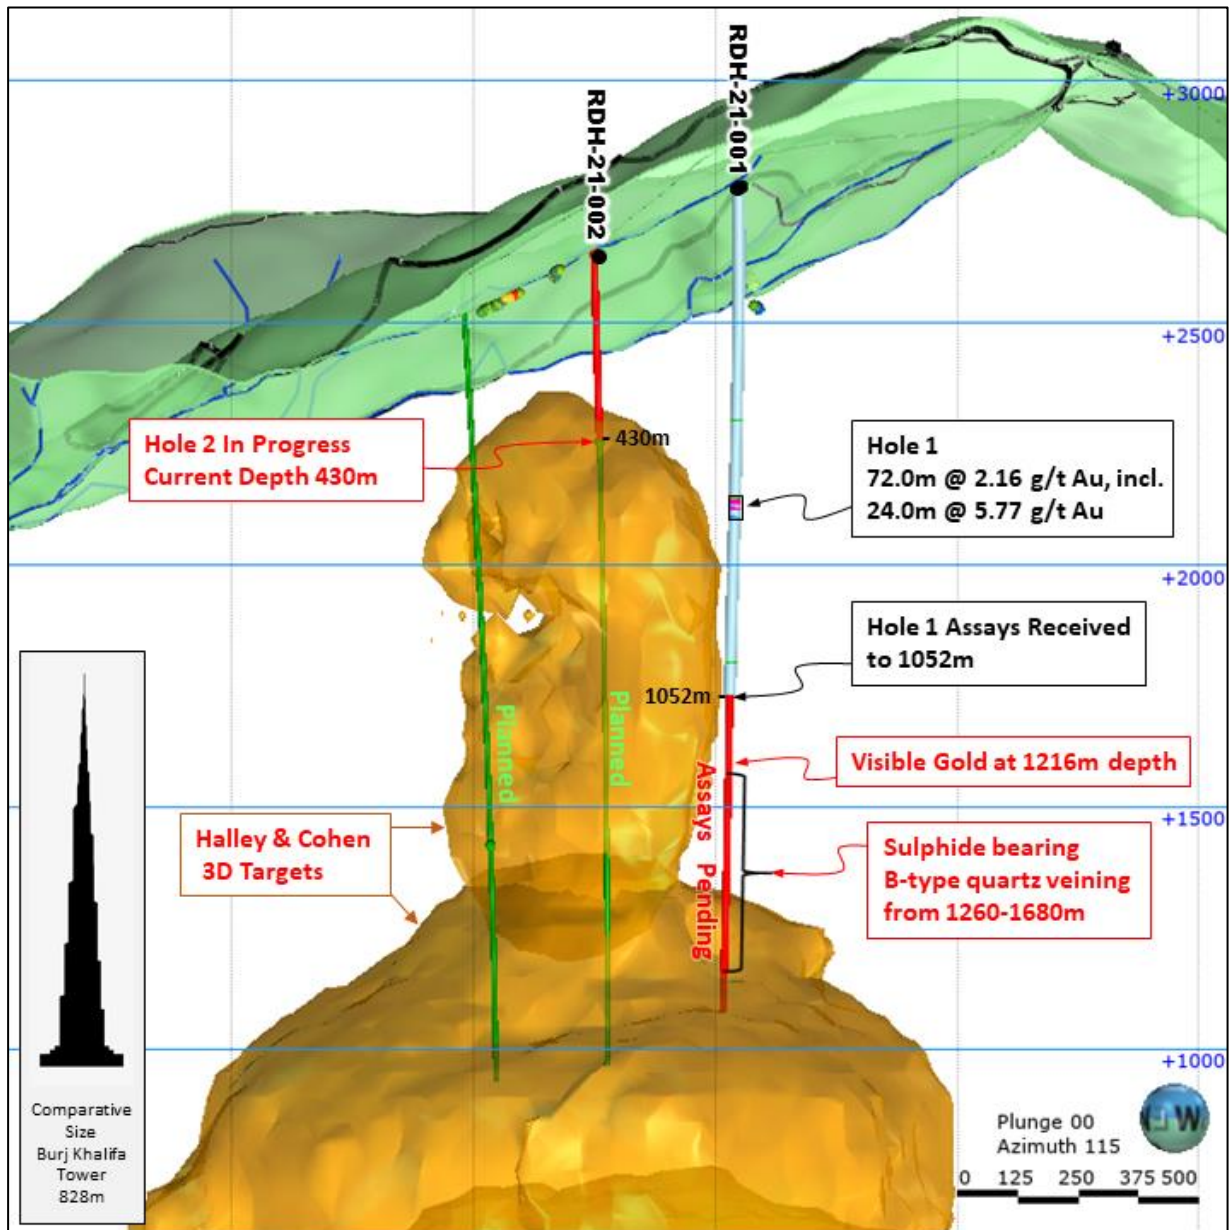 RDH-21-001
RDH-21-002
+3000
+2500
Hole 2 In Progress
Current Depth 430m
430m
Hole 1
72.0m @ 2.16 g/t Au, incl.
24.0m @ 5.77 g/t Au
+2000
Hole 1 Assays Received
to 1052m
1052m
Planned
Planned
Assays Pending
Visible Gold at 1216m depth
+1500
Halley & Cohen
3D Targets
Sulphide bearing
B-type quartz veining
from 1260-1680m
+1000
Comparative
Size
Burj Khalifa
Tower
828m
Plunge 00
Azimuth 115
W
0 125 250 375 500